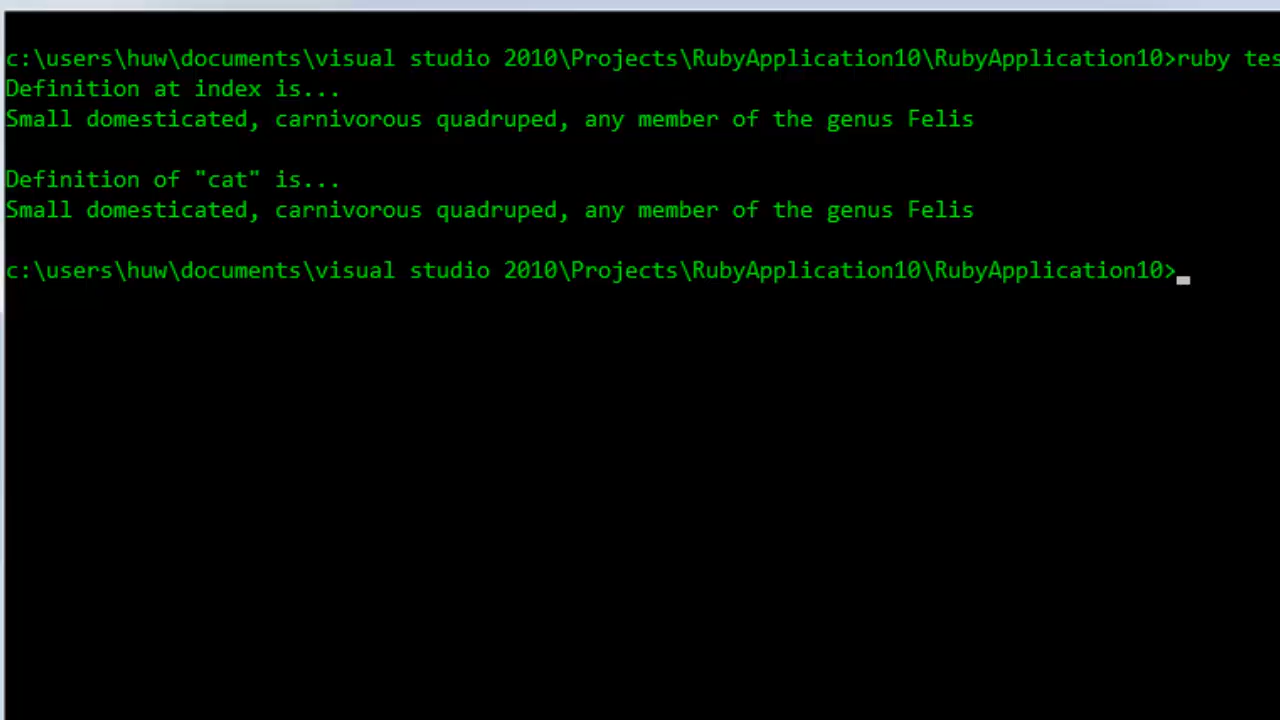 c:\users\huw\documents\visual studio 2010\Projects\RubyApplication10\RubyApplication10>ruby tes
Definition at index is...
Small domesticated, carnivorous quadruped, any member of the genus Felis
Definition of "cat" is...
Small domesticated, carnivorous quadruped, any member of the genus Felis
c:\users\huw\documents\visual studio 2010\Projects\RubyApplication10\RubyApplication10>